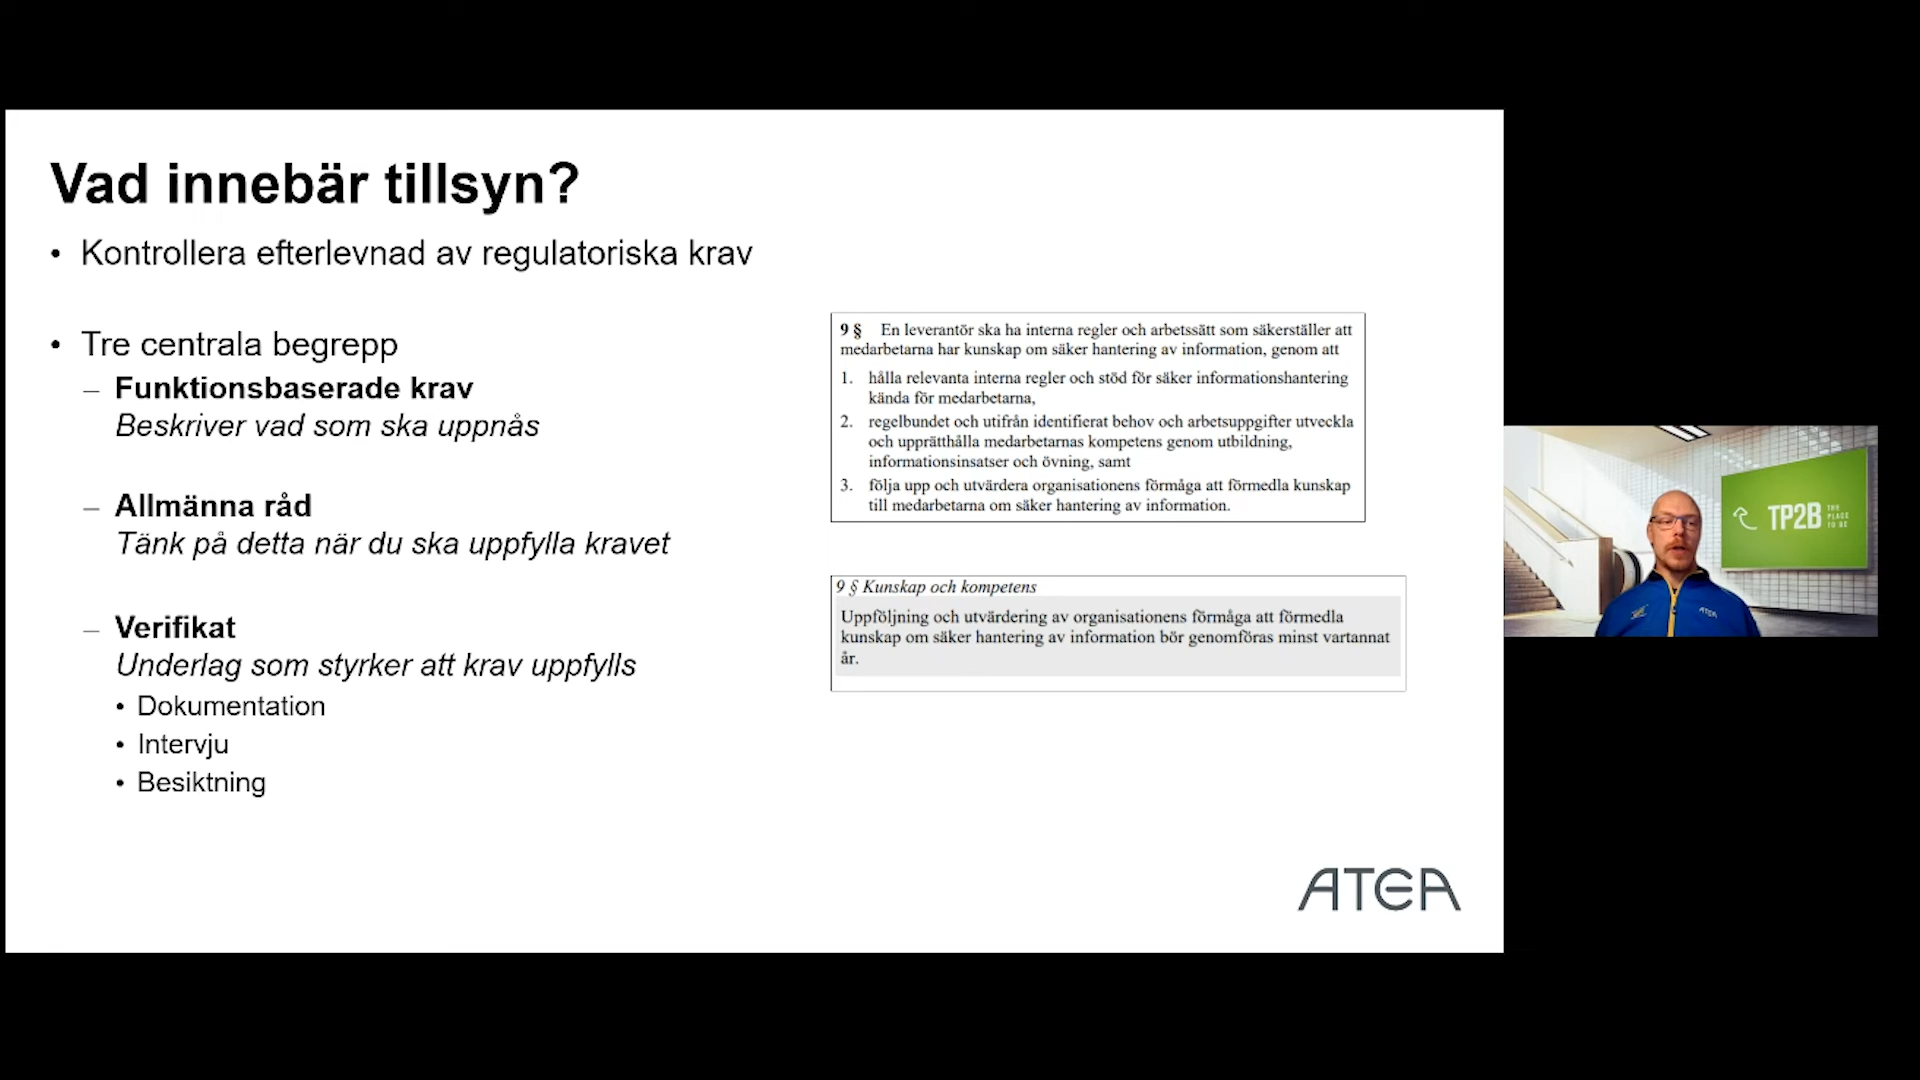 Vad innebär tillsyn?
• Kontrollera efterlevnad av regulatoriska krav
• Tre centrala begrepp
– Funktionsbaserade krav
Beskriver vad som ska uppnås
– Allmänna råd
Tänk på detta när du ska uppfylla kravet
– Verifikat
Underlag som styrker att krav uppfylls
• Dokumentation
• Intervju
• Besiktning
9 § En leverantör ska ha interna regler och arbetssätt som säkerställer att
medarbetarna har kunskap om säker hantering av information, genom att
1. hålla relevanta interna regler och stöd för säker informationshantering
kända för medarbetarna,
2. regelbundet och utifrån identifierat behov och arbetsuppgifter utveckla
och upprätthålla medarbetarnas kompetens genom utbildning,
informationsinsatser och övning, samt
3. följa upp och utvärdera organisationens förmåga att förmedla kunskap
till medarbetarna om säker hantering av information.
9 § Kunskap och kompetens
Uppföljning och utvärdering av organisationens förmåga att förmedla
kunskap om säker hantering av information bör genomföras minst vartannat
år.
ATEA
TP2B THE
PLACE
TO BE
ATEA